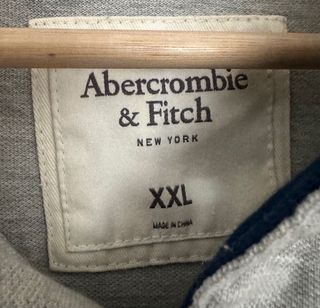 Abercrombie
& Fitch
NEW YORK
XXL
MADE IN CHINA